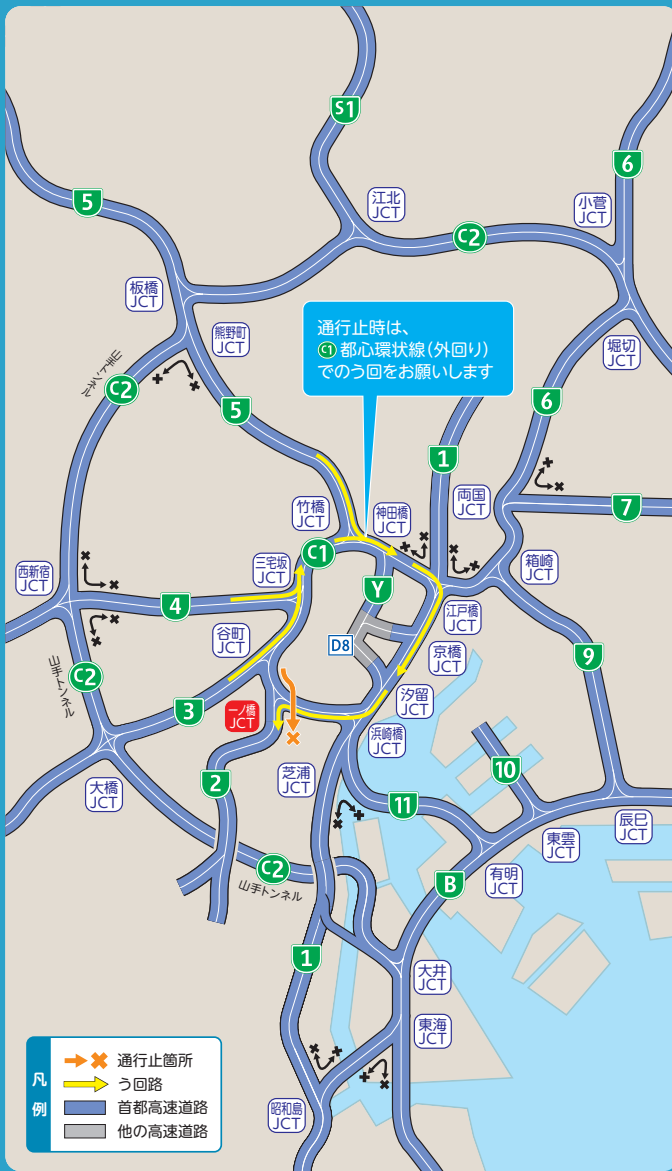 S1
5
6
江北
JCT
小菅
JCT
C2
板橋
JCT
熊野町
JCT
通行止時は、
C1 都心環状線(外回り)
でのう回をお願いします
堀切
JCT
山手トンネル
C2
5
6
1
両国
JCT
7
竹橋
JCT
神田橋
JCT
C1
三宅坂
JCT
箱崎
JCT
西新宿
JCT
4
Y
江戸橋
JCT
谷町
JCT
D8
京橋
JCT
9
山手トンネル
C2
汐留
JCT
3
一ノ橋
JCT
浜崎橋
JCT
大橋
JCT
2
芝浦
JCT
10
11
東雲
JCT
辰巳
JCT
C2
山手トンネル
B
有明
JCT
1
大井
JCT
東海
JCT
昭和島
JCT
凡例
通行止箇所
う回路
首都高速道路
他の高速道路